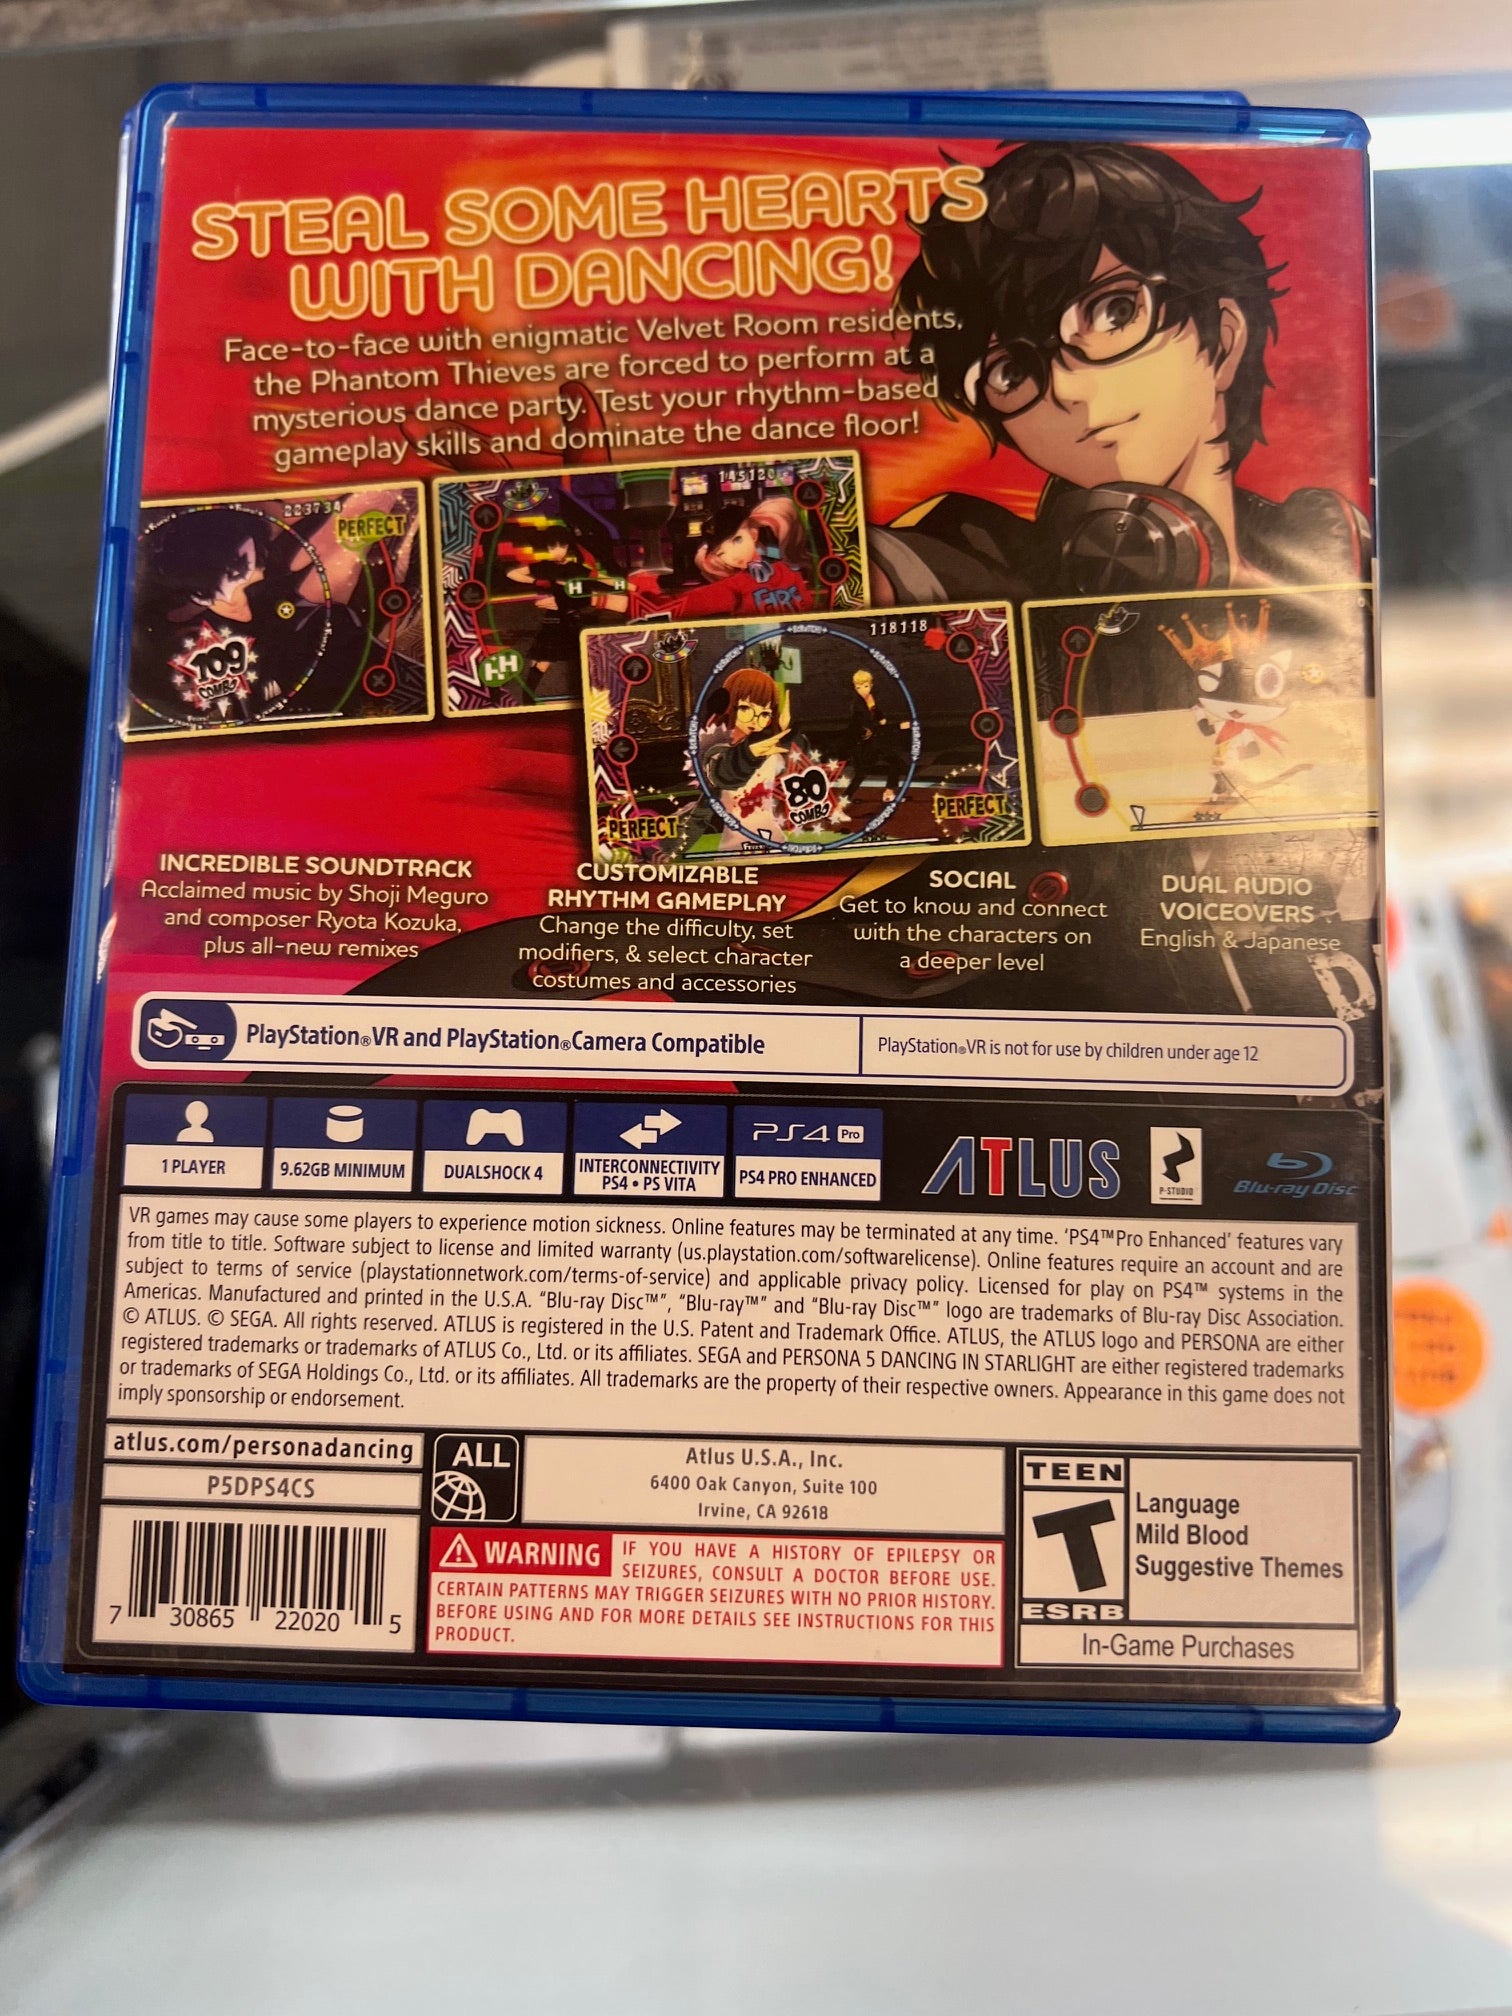 STEAL SOME HEARTS
WITH DANCING!
Face-to-face with enigmatic Velvet Room residents,
the Phantom Thieves are forced to perform at a
mysterious dance party. Test your rhythm-based
gameplay skills and dominate the dance floor!
223734
PERFECT
109
COMBO
145120
H
H
HH
FIRE
118118
PERFECT
80
COMBO
PERFECT
INCREDIBLE SOUNDTRACK
Acclaimed music by Shoji Meguro
and composer Ryota Kozuka,
plus all-new remixes
CUSTOMIZABLE
RHYTHM GAMEPLAY
Change the difficulty, set
modifiers, & select character
costumes and accessories
SOCIAL
Get to know and connect
with the characters on
a deeper level
DUAL AUDIO
VOICEOVERS
English & Japanese
PlayStation®VR and PlayStation®Camera Compatible
PlayStation®VR is not for use by children under age 12
1 PLAYER
9.62GB MINIMUM
DUALSHOCK 4
INTERCONNECTIVITY
PS4 • PS VITA
PS4 Pro
PS4 PRO ENHANCED
ATLUS
P-STUDIO
Blu-ray Disc
VR games may cause some players to experience motion sickness. Online features may be terminated at any time. ‘PS4™Pro Enhanced’ features vary
from title to title. Software subject to license and limited warranty (us.playstation.com/softwarelicense). Online features require an account and are
subject to terms of service (playstationnetwork.com/terms-of-service) and applicable privacy policy. Licensed for play on PS4™ systems in the
Americas. Manufactured and printed in the U.S.A. “Blu-ray Disc™”, “Blu-ray™” and “Blu-ray Disc™” logo are trademarks of Blu-ray Disc Association.
© ATLUS. © SEGA. All rights reserved. ATLUS is registered in the U.S. Patent and Trademark Office. ATLUS, the ATLUS logo and PERSONA are either
registered trademarks or trademarks of ATLUS Co., Ltd. or its affiliates. SEGA and PERSONA 5 DANCING IN STARLIGHT are either registered trademarks
or trademarks of SEGA Holdings Co., Ltd. or its affiliates. All trademarks are the property of their respective owners. Appearance in this game does not
imply sponsorship or endorsement.
atlus.com/personadancing
P5DPS4CS
7 30865 22020 5
ALL
Atlus U.S.A., Inc.
6400 Oak Canyon, Suite 100
Irvine, CA 92618
WARNING IF YOU HAVE A HISTORY OF EPILEPSY OR
SEIZURES, CONSULT A DOCTOR BEFORE USE.
CERTAIN PATTERNS MAY TRIGGER SEIZURES WITH NO PRIOR HISTORY.
BEFORE USING AND FOR MORE DETAILS SEE INSTRUCTIONS FOR THIS
PRODUCT.
TEEN
T
ESRB
Language
Mild Blood
Suggestive Themes
In-Game Purchases